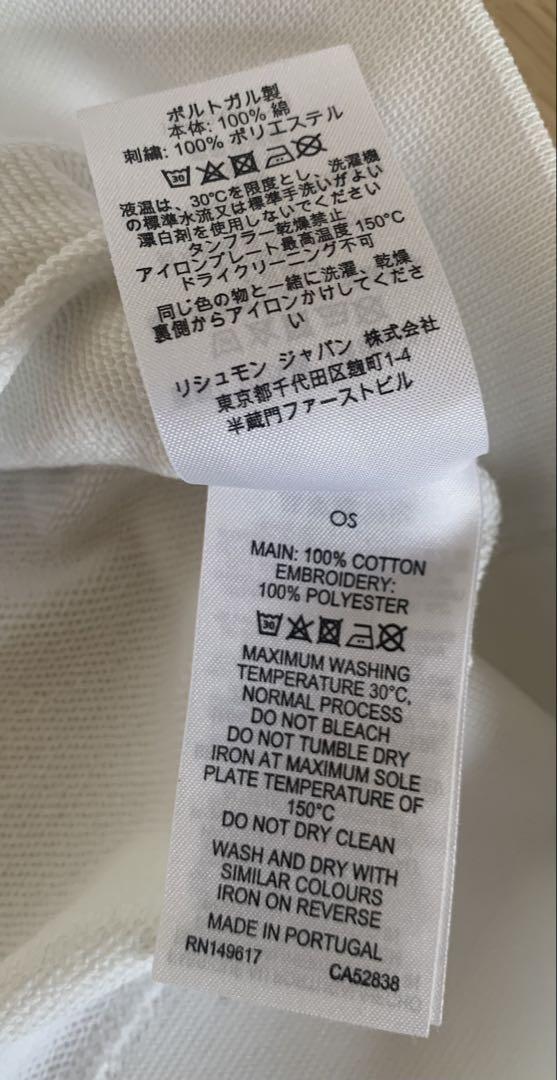 ポルトガル製
本体: 100% 綿
刺繍: 100% ポリエステル
30
液温は、30°Cを限度とし、洗濯機
の標準水流又は標準手洗いがよい
漂白剤を使用しないでください
タンブラー乾燥禁止
アイロンプレート最高温度 150°C
ドライクリーニング不可
同じ色の物と一緒に洗濯、乾燥
裏側からアイロンかけしてくださ
い
リシュモン ジャパン 株式会社
東京都千代田区麹町1-4
半蔵門ファーストビル
OS
MAIN: 100% COTTON
EMBROIDERY:
100% POLYESTER
30
MAXIMUM WASHING
TEMPERATURE 30°C,
NORMAL PROCESS
DO NOT BLEACH
DO NOT TUMBLE DRY
IRON AT MAXIMUM SOLE
PLATE TEMPERATURE OF
150°C
DO NOT DRY CLEAN
WASH AND DRY WITH
SIMILAR COLOURS
IRON ON REVERSE
MADE IN PORTUGAL
RN149617 CA52838